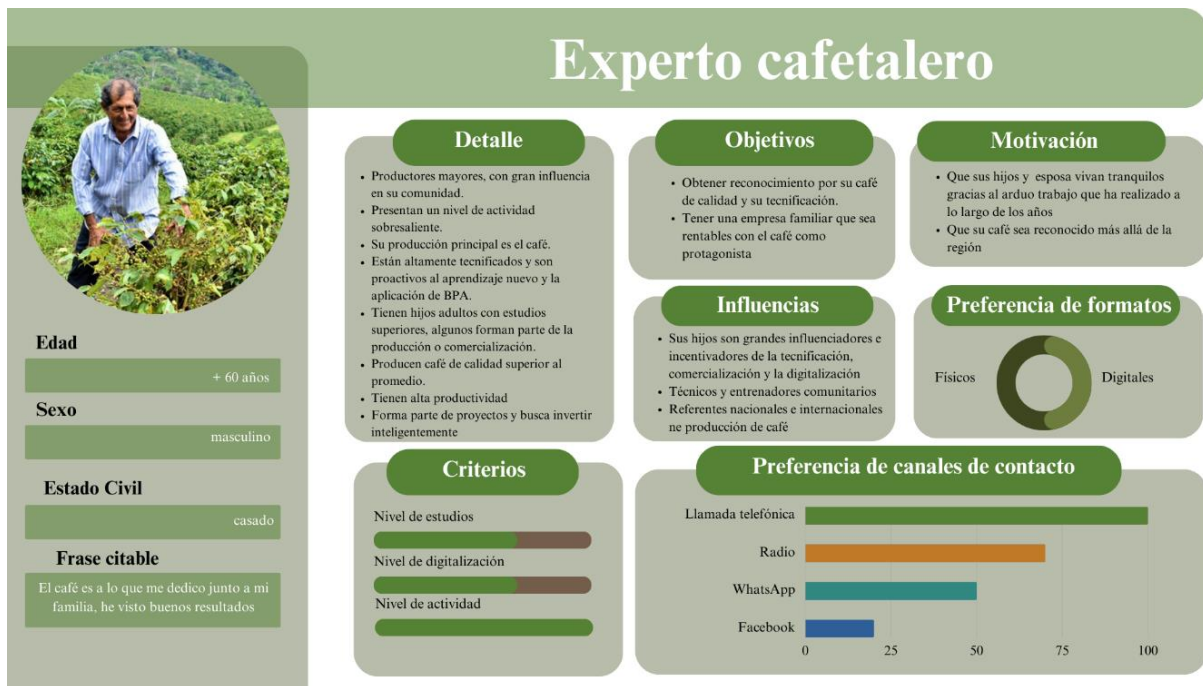 Experto cafetalero
Edad
+ 60 años
Sexo
masculino
Estado Civil
casado
Frase citable
El café es a lo que me dedico junto a mi
familia, he visto buenos resultados
Detalle
• Productores mayores, con gran influencia
en su comunidad.
• Presentan un nivel de actividad
sobresaliente.
• Su producción principal es el café.
• Están altamente tecnificados y son
proactivos al aprendizaje nuevo y la
aplicación de BPA.
• Tienen hijos adultos con estudios
superiores, algunos forman parte de la
producción o comercialización.
• Producen café de calidad superior al
promedio.
• Tienen alta productividad
• Forma parte de proyectos y busca invertir
inteligentemente
Objetivos
• Obtener reconocimiento por su café
de calidad y su tecnificación.
• Tener una empresa familiar que sea
rentables con el café como
protagonista
Motivación
• Que sus hijos y esposa vivan tranquilos
gracias al arduo trabajo que ha realizado a
lo largo de los años
• Que su café sea reconocido más allá de la
región
Influencias
• Sus hijos son grandes influenciadores e
incentivadores de la tecnificación,
comercialización y la digitalización
• Técnicos y entrenadores comunitarios
• Referentes nacionales e internacionales
ne producción de café
Preferencia de formatos
Físicos
Digitales
Criterios
Nivel de estudios
Nivel de digitalización
Nivel de actividad
Preferencia de canales de contacto
Llamada telefónica
Radio
WhatsApp
Facebook
0 25 50 75 100